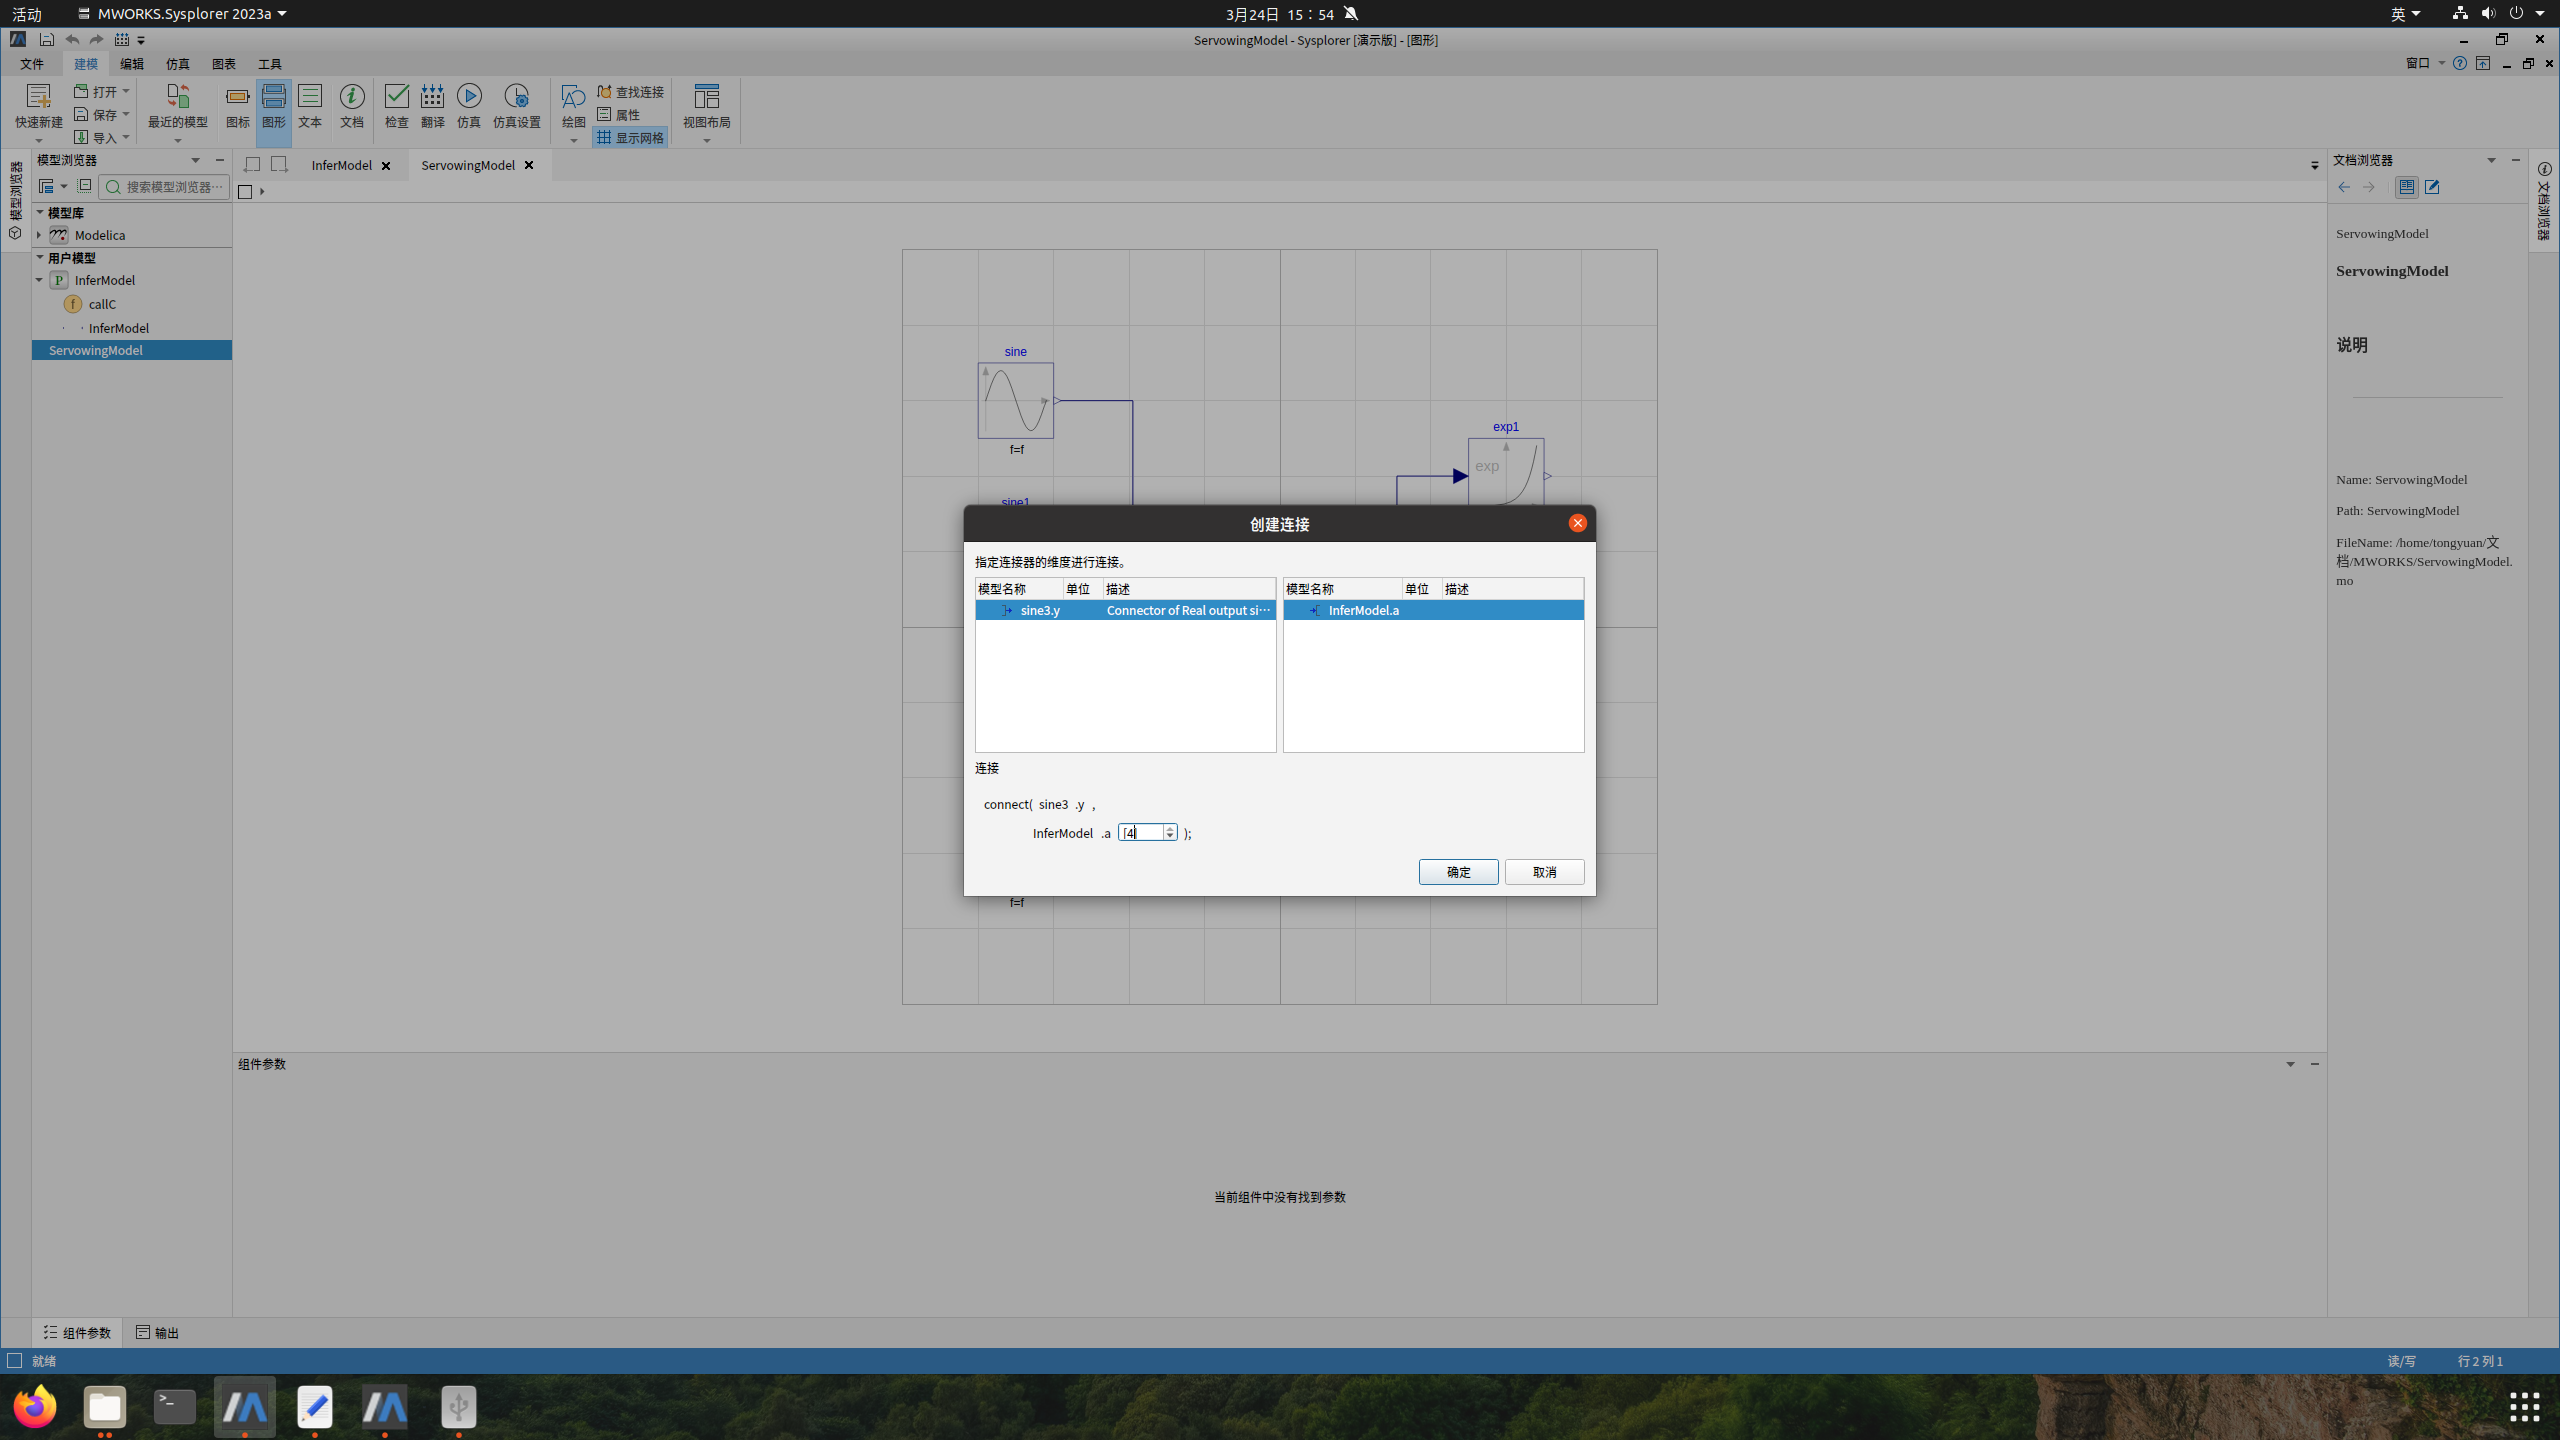 活动
MWORKS.Sysplorer 2023a
3月24日 15：54
英
ServowingModel - Sysplorer [演示版] - [图形]
文件
建模
编辑
仿真
图表
工具
窗口
快速新建
打开
保存
导入
最近的模型
图标
图形
文本
文档
检查
翻译
仿真
仿真设置
绘图
查找连接
属性
显示网格
视图布局
模型浏览器
模型浏览器
搜索模型浏览器...
模型库
Modelica
用户模型
P InferModel
f callC
InferModel
ServowingModel
InferModel
ServowingModel
sine
f=f
sine1
exp1
exp
f=f
创建连接
指定连接器的维度进行连接。
模型名称 单位 描述
sine3.y Connector of Real output si...
模型名称 单位 描述
InferModel.a
连接
connect( sine3 .y ,
InferModel .a [4] );
确定
取消
文档浏览器
文档浏览器
ServowingModel
ServowingModel
说明
Name: ServowingModel
Path: ServowingModel
FileName: /home/tongyuan/文
档/MWORKS/ServowingModel.
mo
组件参数
当前组件中没有找到参数
组件参数
输出
就绪
读/写
行 2 列 1